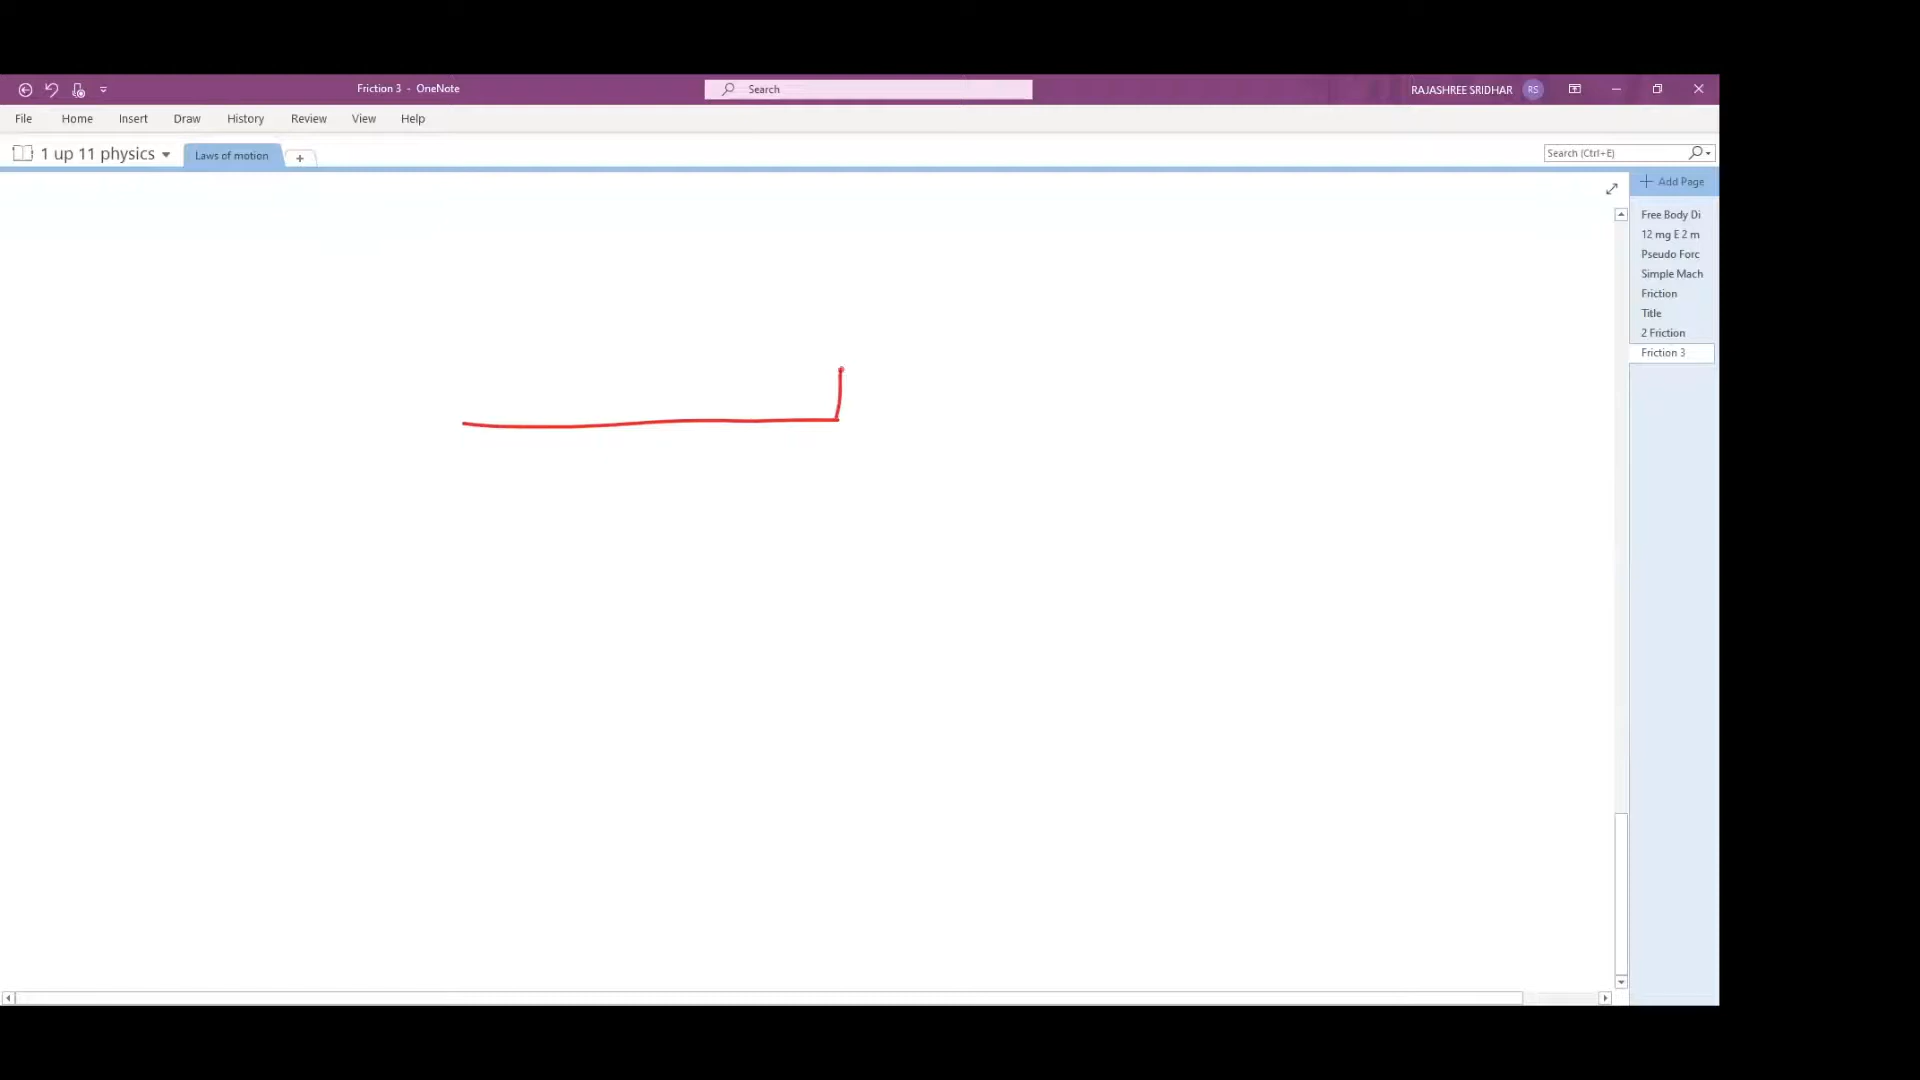 Friction 3 - OneNote
Search
RAJASHREE SRIDHAR RS
File Home Insert Draw History Review View Help
1 up 11 physics
Laws of motion
Search (Ctrl+E)
Add Page
Free Body Di
12 mg E 2 m
Pseudo Forc
Simple Mach
Friction
Title
2 Friction
Friction 3